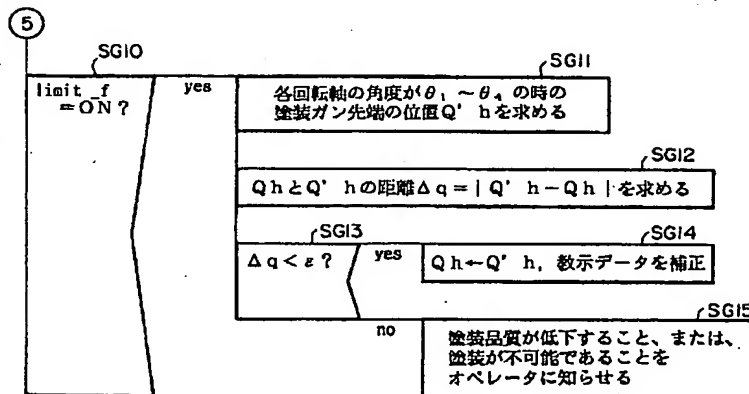 5
SG10
SG11
limit_f
=ON?
yes
各回転軸の角度がθ₁~θ₄の時の
塗装ガン先端の位置Q'hを求める
SG12
QhとQ'hの距離Δq=|Q'h-Qh|を求める
SG13
SG14
Δq<ε?
yes
Qh←Q'h, 教示データを補正
SG15
no
塗装品質が低下すること、または、
塗装が不可能であることを
オペレータに知らせる